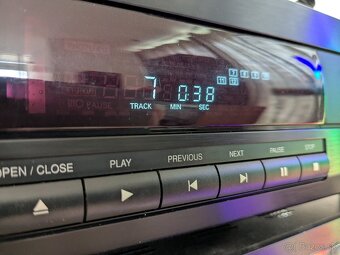 7 0:38
TRACK MIN SEC
OPEN / CLOSE PLAY PREVIOUS NEXT PAUSE STOP